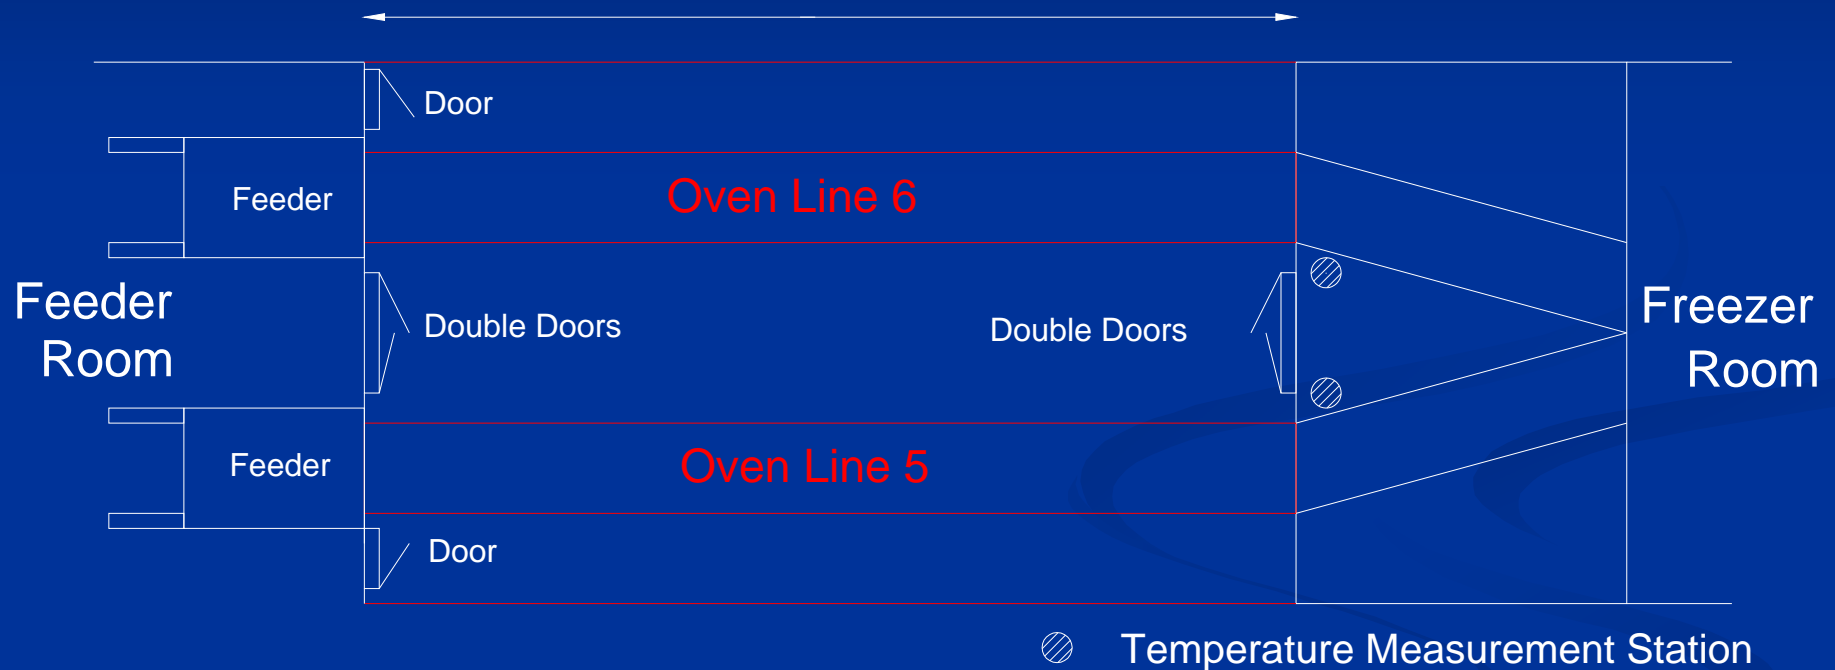 Door
Feeder
Oven Line 6
Feeder
Room
Double Doors
Double Doors
Freezer
Room
Feeder
Oven Line 5
Door
Temperature Measurement Station